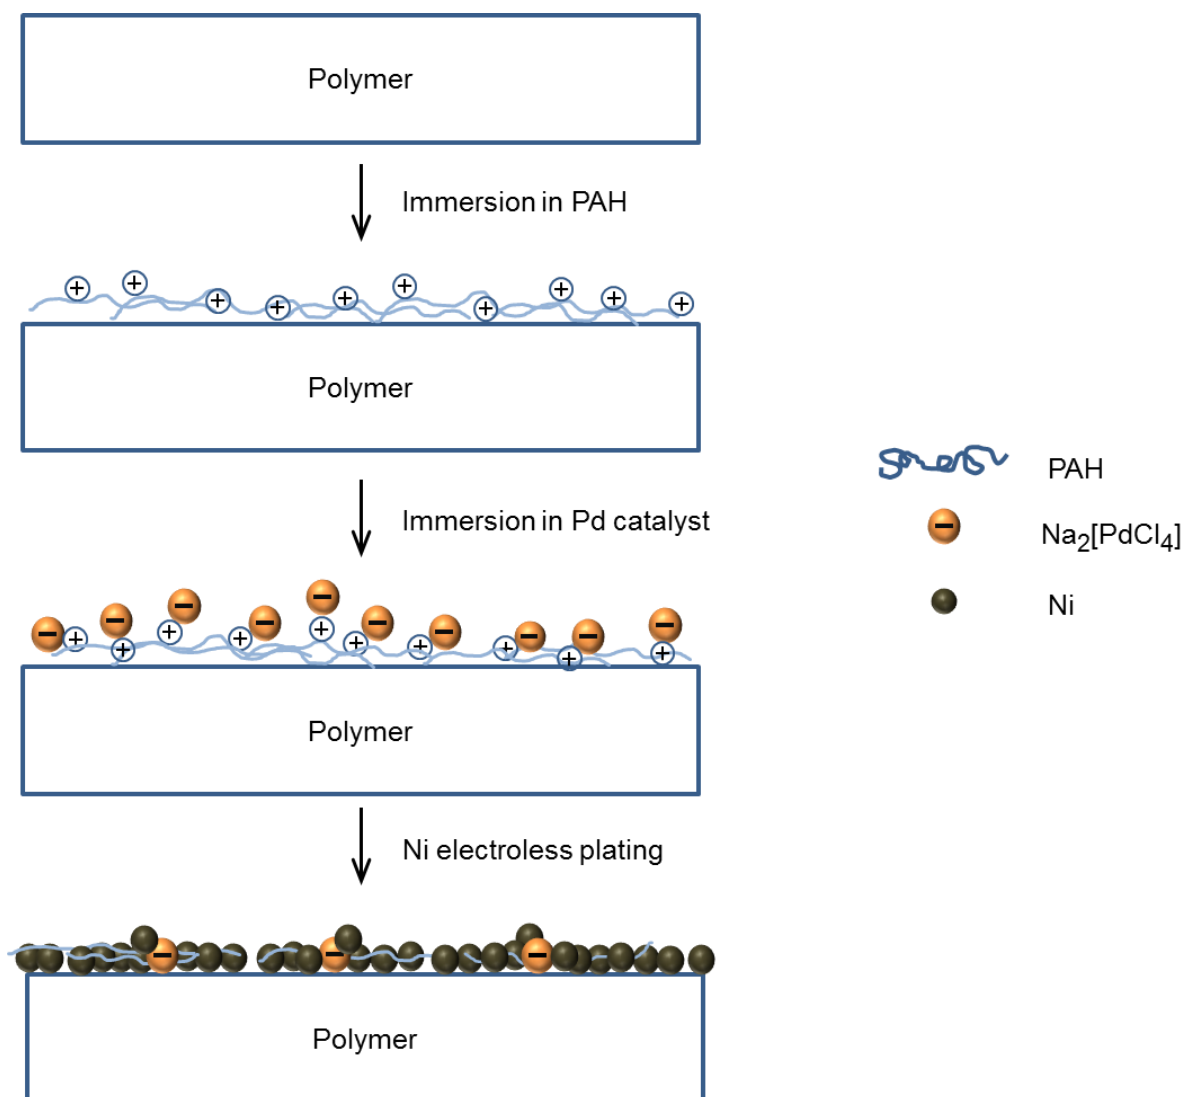 Polymer
Immersion in PAH
+ + + + + + + + + +
Polymer
Immersion in Pd catalyst
− − − − − − − − − −
+ + + + + + + + + +
Polymer
Ni electroless plating
− − −
Polymer
PAH
− Na₂[PdCl₄]
Ni